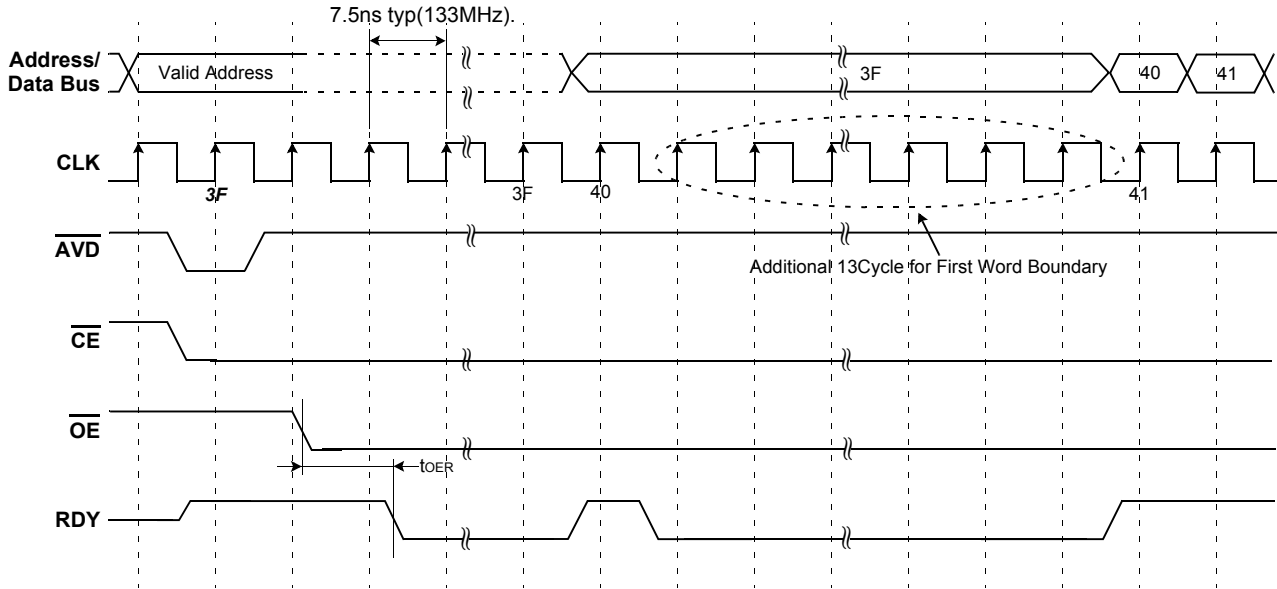 7.5ns typ(133MHz).
Address/
Data Bus
Valid Address
3F
40
41
CLK
3F
3F
40
41
AVD
Additional 13Cycle for First Word Boundary
CE
OE
tOER
RDY